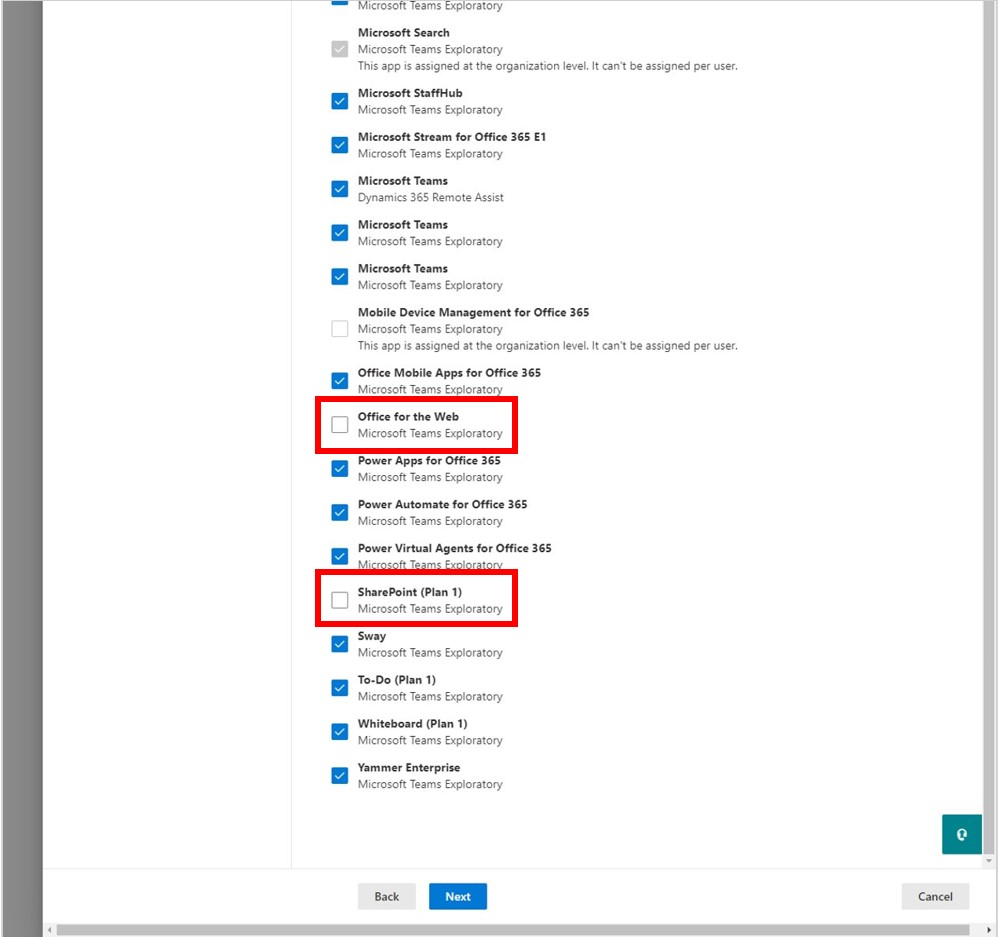 Microsoft Teams Exploratory
Microsoft Search
Microsoft Teams Exploratory
This app is assigned at the organization level. It can't be assigned per user.
Microsoft StaffHub
Microsoft Teams Exploratory
Microsoft Stream for Office 365 E1
Microsoft Teams Exploratory
Microsoft Teams
Dynamics 365 Remote Assist
Microsoft Teams
Microsoft Teams Exploratory
Microsoft Teams
Microsoft Teams Exploratory
Mobile Device Management for Office 365
Microsoft Teams Exploratory
This app is assigned at the organization level. It can't be assigned per user.
Office Mobile Apps for Office 365
Microsoft Teams Exploratory
Office for the Web
Microsoft Teams Exploratory
Power Apps for Office 365
Microsoft Teams Exploratory
Power Automate for Office 365
Microsoft Teams Exploratory
Power Virtual Agents for Office 365
Microsoft Teams Exploratory
SharePoint (Plan 1)
Microsoft Teams Exploratory
Sway
Microsoft Teams Exploratory
To-Do (Plan 1)
Microsoft Teams Exploratory
Whiteboard (Plan 1)
Microsoft Teams Exploratory
Yammer Enterprise
Microsoft Teams Exploratory
Back Next Cancel